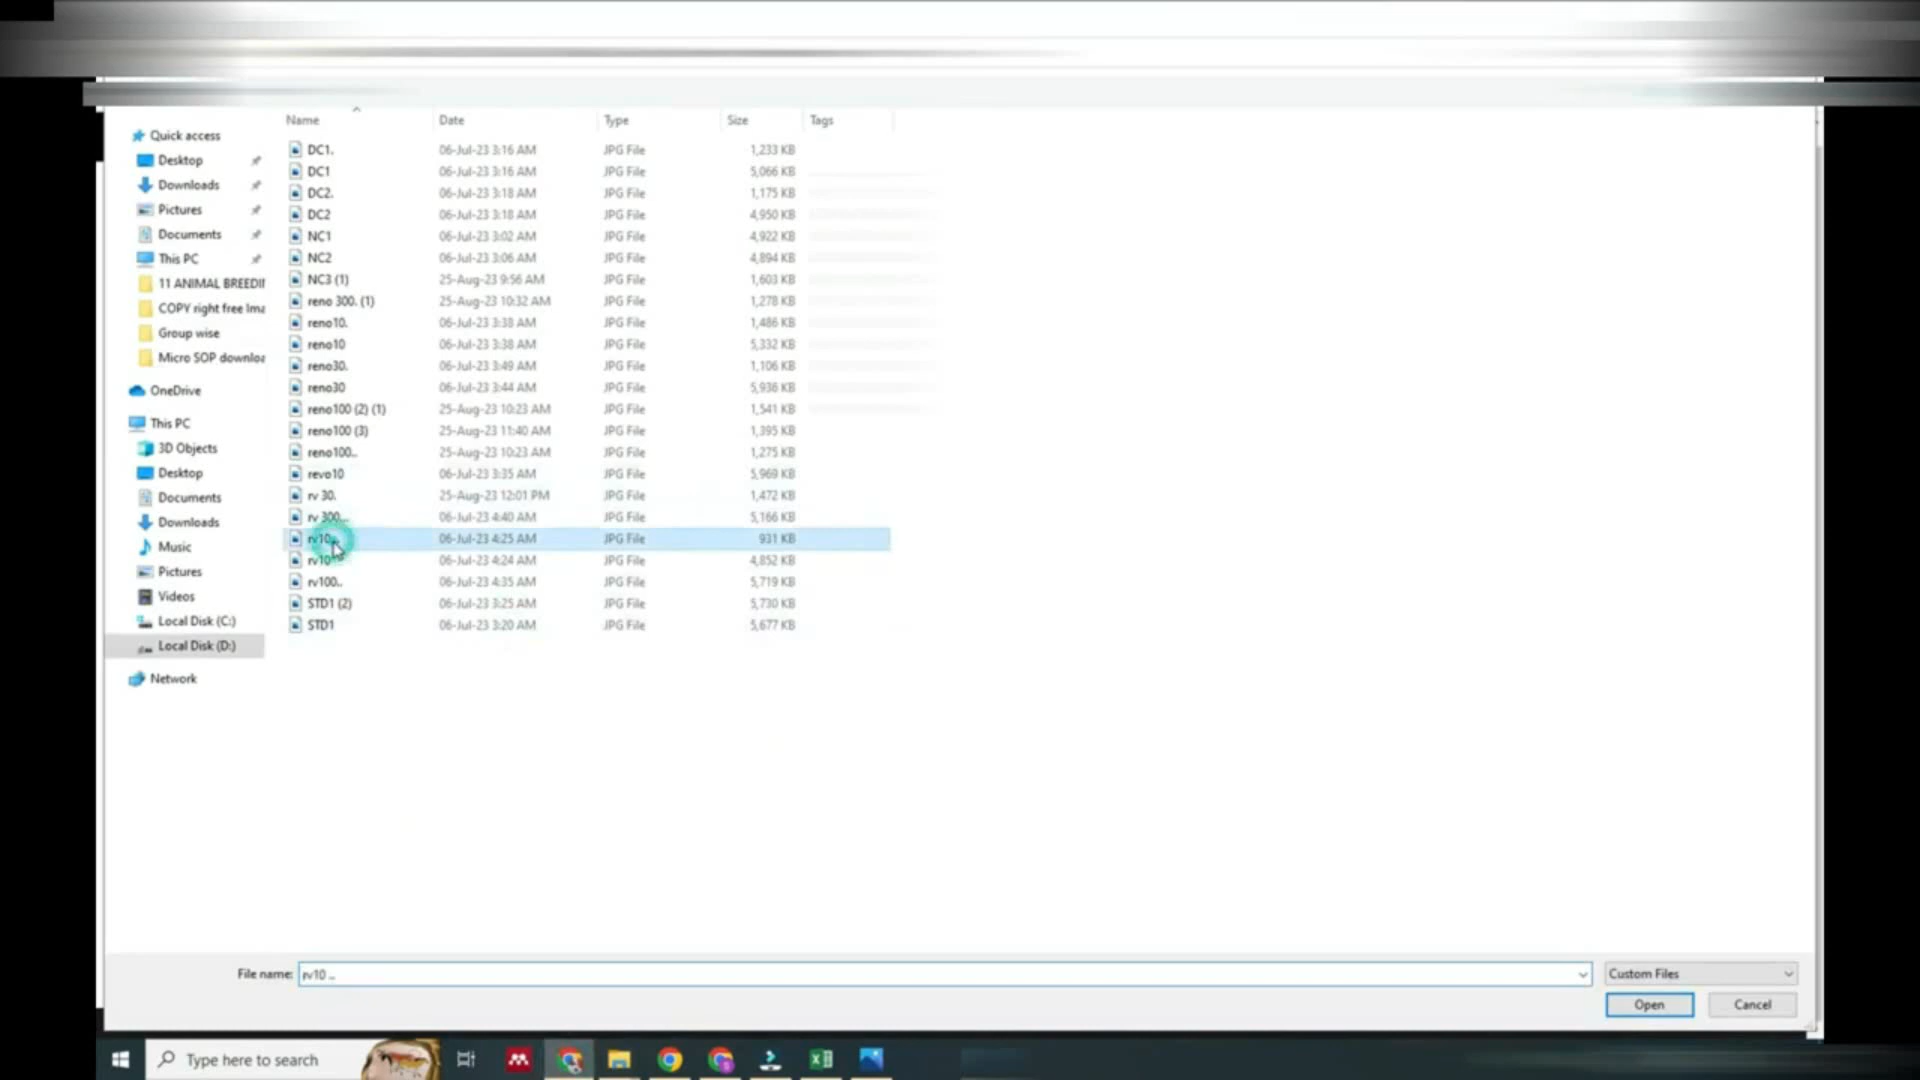 Name Date Type Size Tags
Quick access
Desktop
Downloads
Pictures
Documents
This PC
11 ANIMAL BREEDI
COPY right free Ima
Group wise
Micro SOP downloa
OneDrive
This PC
3D Objects
Desktop
Documents
Downloads
Music
Pictures
Videos
Local Disk (C:)
Local Disk (D:)
Network
DC1. 06-Jul-23 3:16 AM JPG File 1,233 KB
DC1 06-Jul-23 3:16 AM JPG File 5,066 KB
DC2. 06-Jul-23 3:18 AM JPG File 1,175 KB
DC2 06-Jul-23 3:18 AM JPG File 4,950 KB
NC1 06-Jul-23 3:02 AM JPG File 4,922 KB
NC2 06-Jul-23 3:06 AM JPG File 4,894 KB
NC3 (1) 25-Aug-23 9:56 AM JPG File 1,603 KB
reno 300. (1) 25-Aug-23 10:32 AM JPG File 1,278 KB
reno10. 06-Jul-23 3:38 AM JPG File 1,486 KB
reno10 06-Jul-23 3:38 AM JPG File 5,332 KB
reno30. 06-Jul-23 3:49 AM JPG File 1,106 KB
reno30 06-Jul-23 3:44 AM JPG File 5,936 KB
reno100 (2) (1) 25-Aug-23 10:23 AM JPG File 1,541 KB
reno100 (3) 25-Aug-23 11:40 AM JPG File 1,395 KB
reno100.. 25-Aug-23 10:23 AM JPG File 1,275 KB
revo10 06-Jul-23 3:35 AM JPG File 5,969 KB
rv 30. 25-Aug-23 12:01 PM JPG File 1,472 KB
rv 300... 06-Jul-23 4:40 AM JPG File 5,166 KB
rv10 06-Jul-23 4:25 AM JPG File 931 KB
rv10 06-Jul-23 4:24 AM JPG File 4,852 KB
rv100.. 06-Jul-23 4:35 AM JPG File 5,719 KB
STD1 (2) 06-Jul-23 3:25 AM JPG File 5,730 KB
STD1 06-Jul-23 3:20 AM JPG File 5,677 KB
File name: rv10 .. Custom Files
Open Cancel
Type here to search